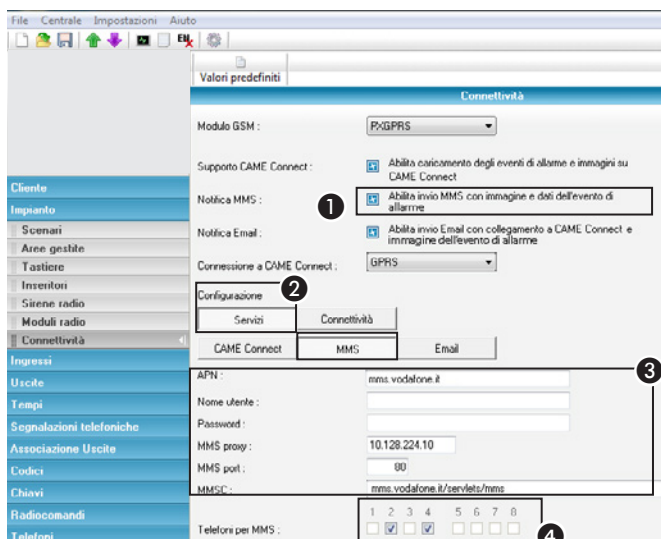 File Centrale Impostazioni Aiuto
Valori predefiniti
Connettività
Modulo GSM : RXGPRS
Supporto CAME Connect : Abilita caricamento degli eventi di allarme e immagini su
CAME Connect
1
Notifica MMS : Abilita invio MMS con immagine e dati dell'evento di
allarme
Notifica Email : Abilita invio Email con collegamento a CAME Connect e
immagine dell'evento di allarme
Connessione a CAME Connect : GPRS
Configurazione
2
Servizi Connettività
CAME Connect MMS Email
3
APN : mms.vodafone.it
Nome utente :
Password :
MMS proxy : 10.128.224.10
MMS port : 80
MMSC : mms.vodafone.it/servlets/mms
1 2 3 4 5 6 7 8
Telefoni per MMS :
4
Cliente
Impianto
Scenari
Aree gestite
Tastiere
Inseritori
Sirene radio
Moduli radio
Connettività
Ingressi
Uscite
Tempi
Segnalazioni telefoniche
Associazione Uscite
Codici
Chiavi
Radiocomandi
Telefoni